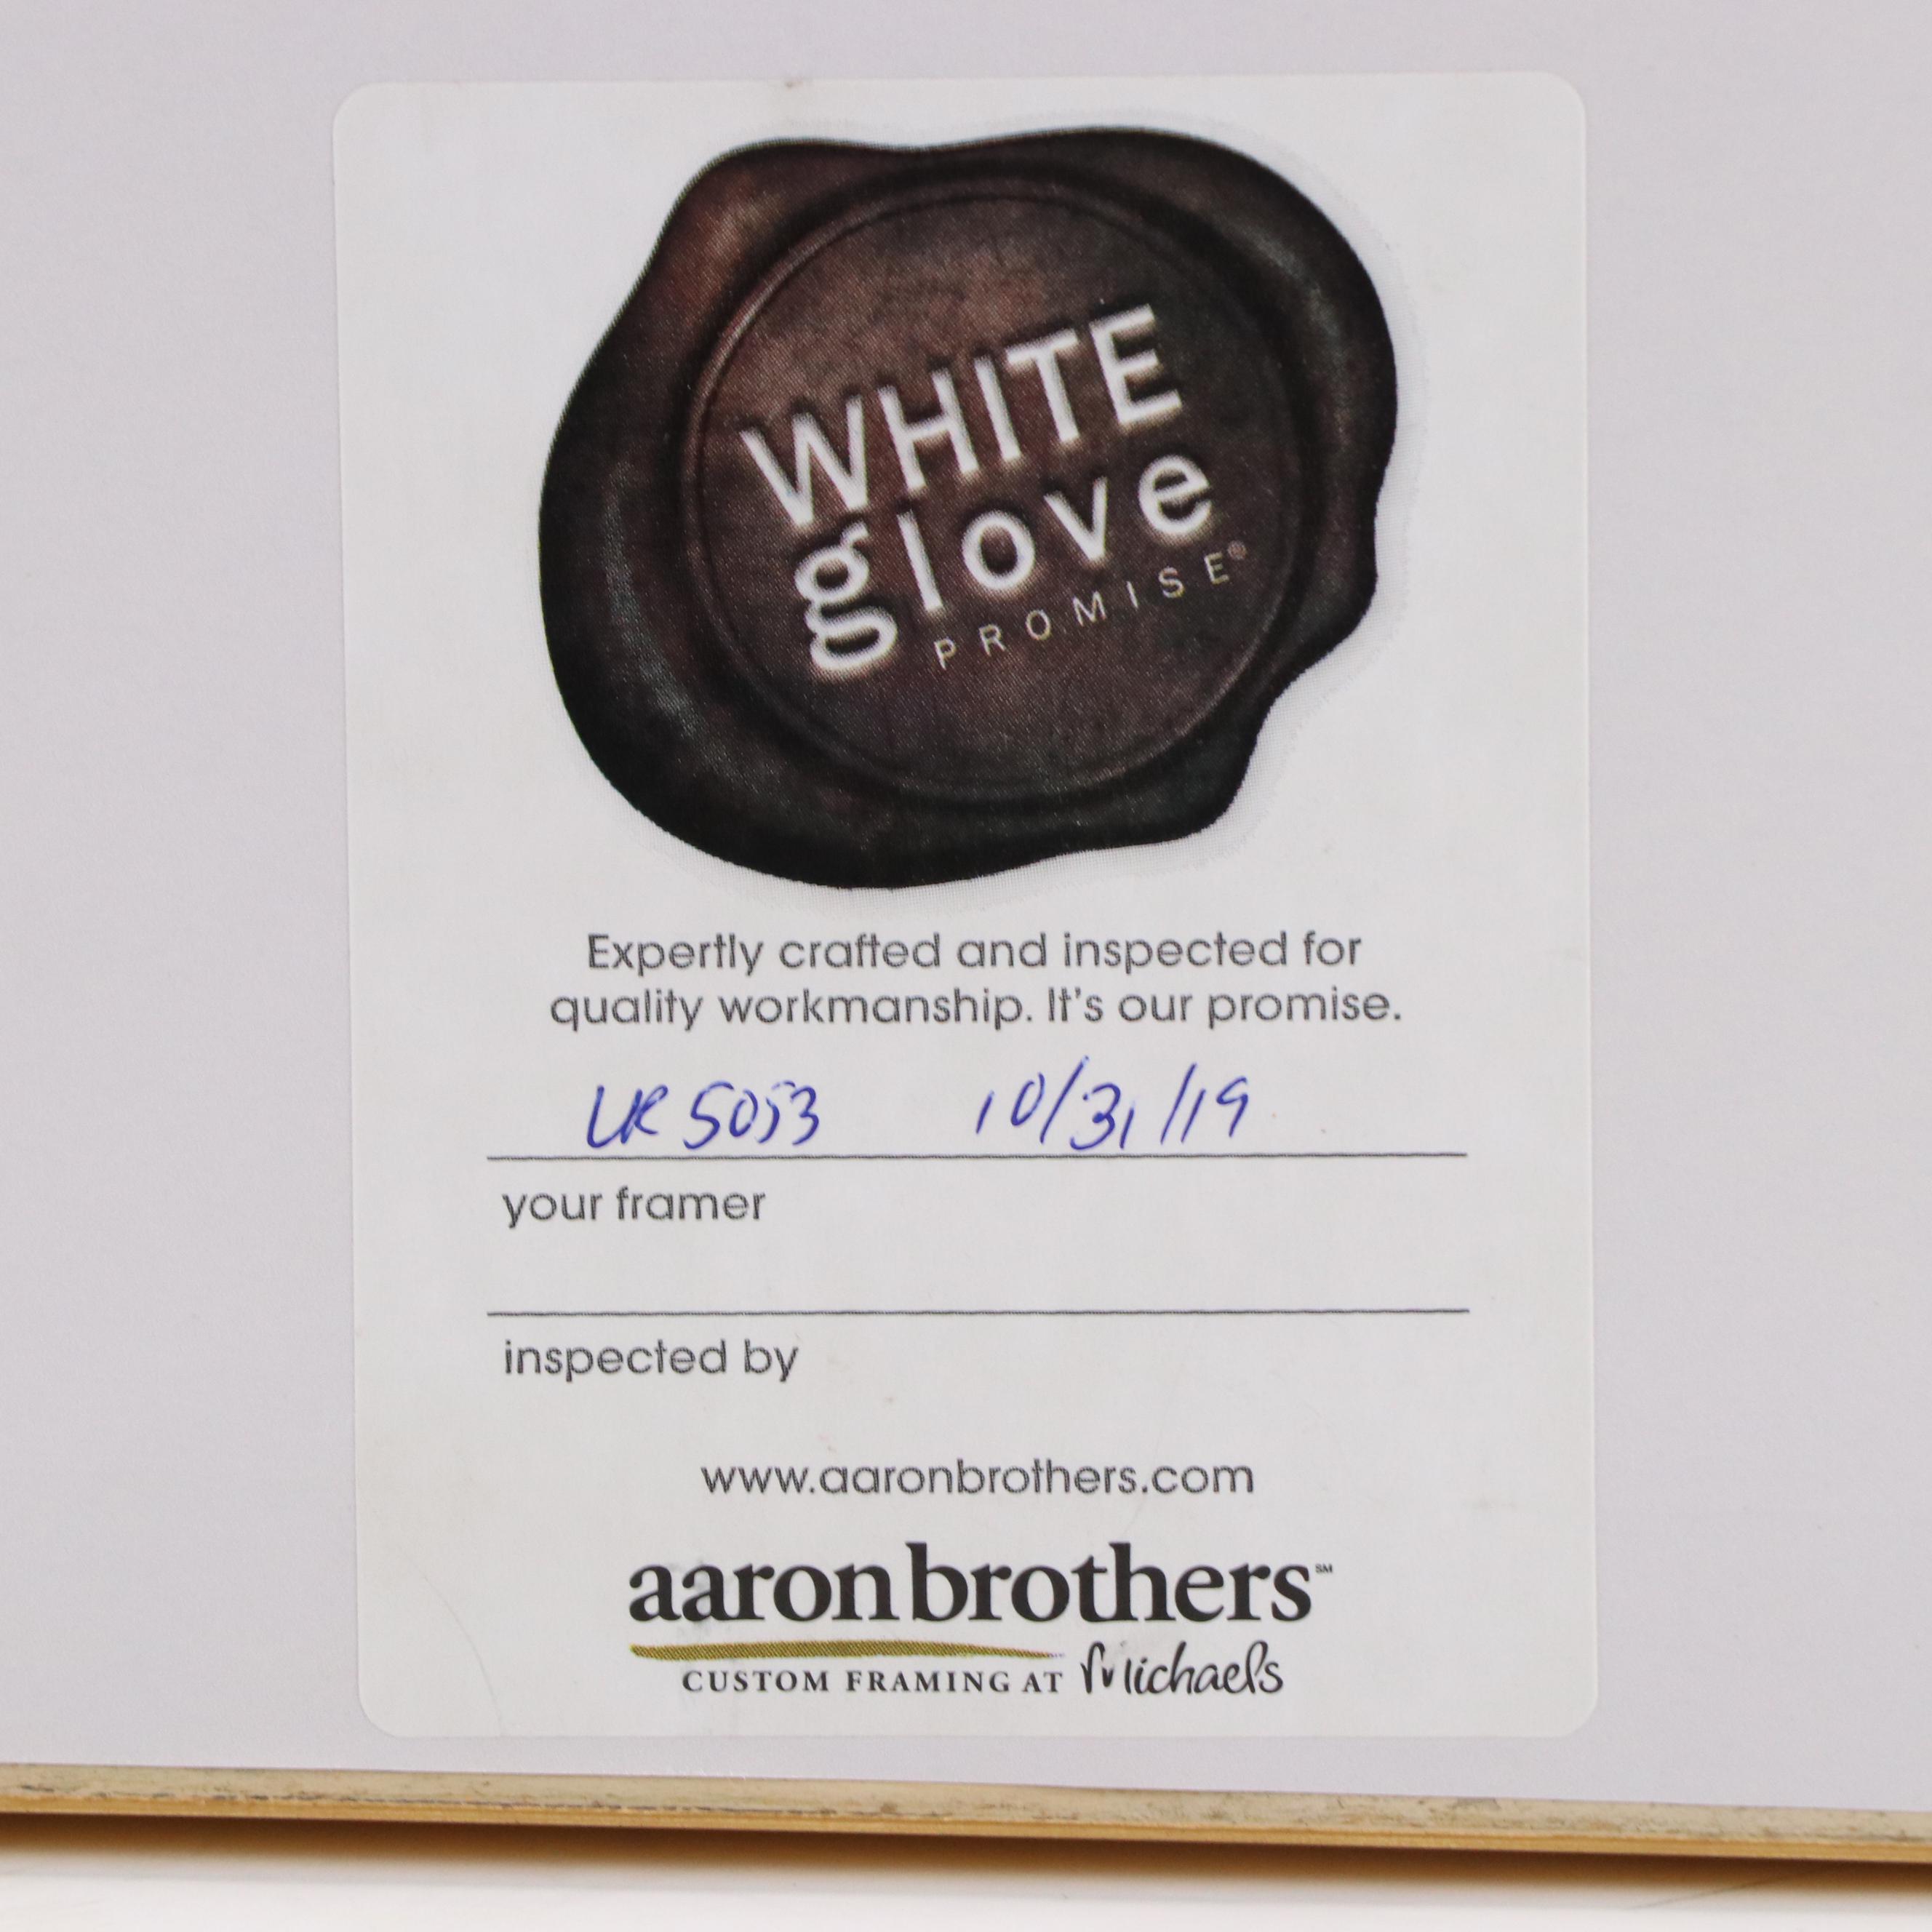 WHITE
glove
PROMISE®
Expertly crafted and inspected for
quality workmanship. It's our promise.
5053 10/31/19
your framer
inspected by
www.aaronbrothers.com
aaronbrothers℠
CUSTOM FRAMING AT Michaels